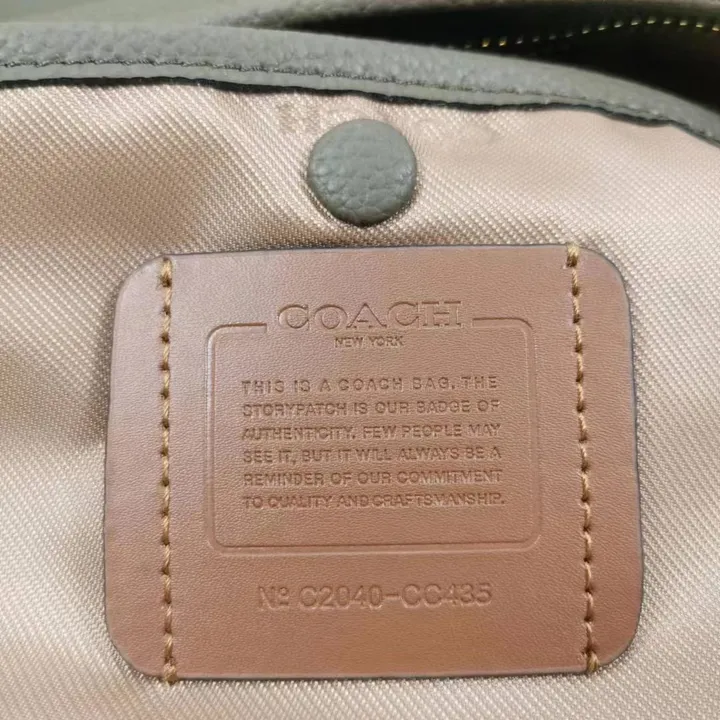 COACH
NEW YORK
THIS IS A COACH BAG. THE
STORYPATCH IS OUR BADGE OF
AUTHENTICITY. FEW PEOPLE MAY
SEE IT, BUT IT WILL ALWAYS BE A
REMINDER OF OUR COMMITMENT
TO QUALITY AND CRAFTSMANSHIP.
Nº C2040-CC435